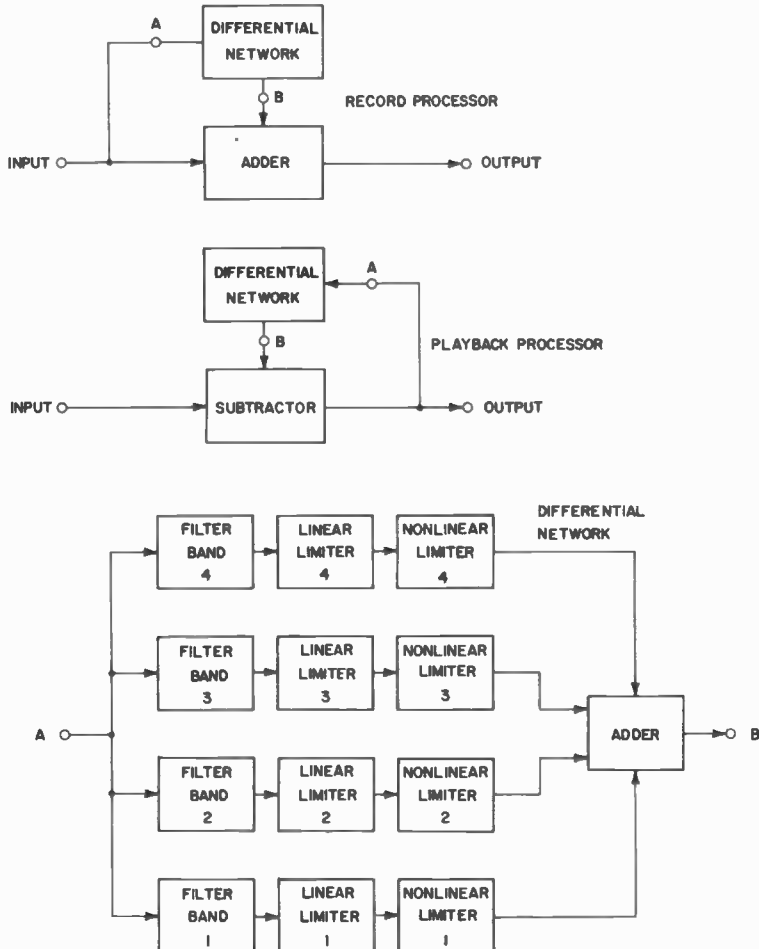 A
DIFFERENTIAL
NETWORK
B
RECORD PROCESSOR
INPUT
ADDER
OUTPUT
DIFFERENTIAL
NETWORK
A
B
PLAYBACK PROCESSOR
INPUT
SUBTRACTOR
OUTPUT
DIFFERENTIAL
NETWORK
FILTER
BAND
4
LINEAR
LIMITER
4
NONLINEAR
LIMITER
4
FILTER
BAND
3
LINEAR
LIMITER
3
NONLINEAR
LIMITER
3
A
ADDER
B
FILTER
BAND
2
LINEAR
LIMITER
2
NONLINEAR
LIMITER
2
FILTER
BAND
1
LINEAR
LIMITER
1
NONLINEAR
LIMITER
1